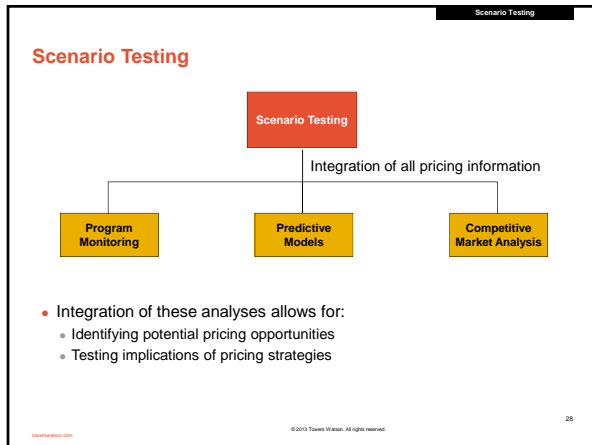 Scenario Testing
Scenario Testing
Scenario Testing
Integration of all pricing information
Program
Monitoring
Predictive
Models
Competitive
Market Analysis
• Integration of these analyses allows for:
• Identifying potential pricing opportunities
• Testing implications of pricing strategies
towerswatson.com
© 2013 Towers Watson. All rights reserved.
28